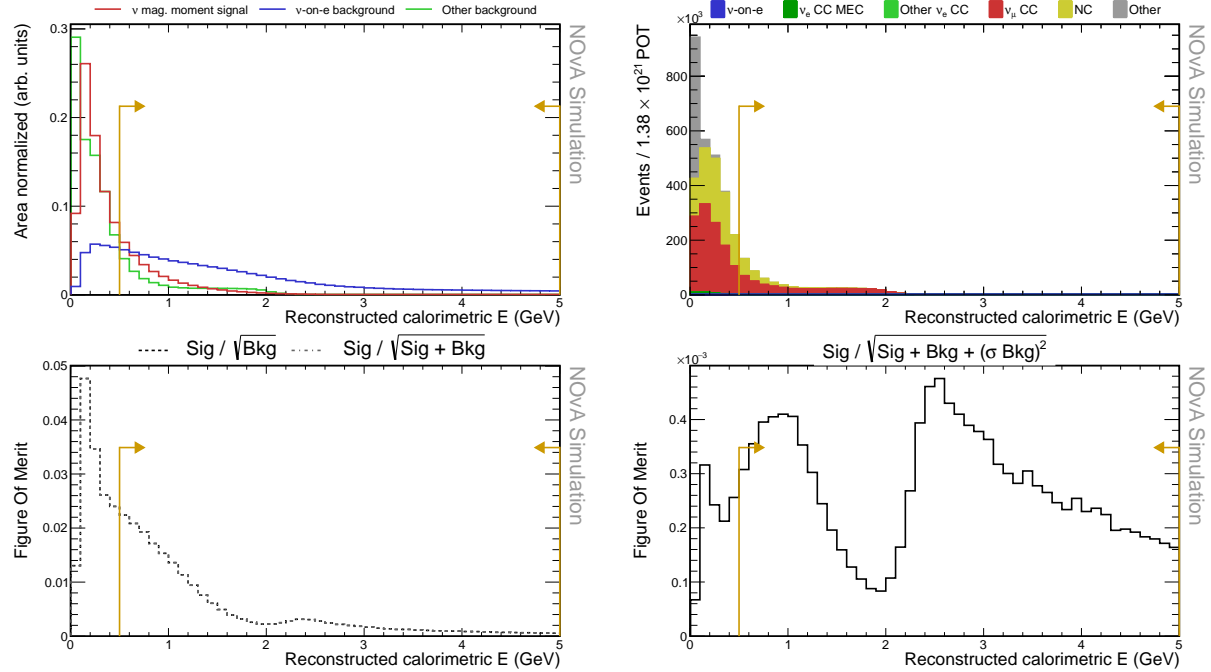 ν mag. moment signal ν-on-e background Other background
0.3
0.2
0.1
0
Area normalized (arb. units)
0 1 2 3 4 5
Reconstructed calorimetric E (GeV)
NOvA Simulation
ν-on-e νe CC MEC Other νe CC νμ CC NC Other
×10³
800
600
400
200
0
Events / 1.38 × 10²¹ POT
0 1 2 3 4 5
Reconstructed calorimetric E (GeV)
NOvA Simulation
Sig / √Bkg Sig / √Sig + Bkg
0.05
0.04
0.03
0.02
0.01
0
Figure Of Merit
0 1 2 3 4 5
Reconstructed calorimetric E (GeV)
NOvA Simulation
Sig / √Sig + Bkg + (σ Bkg)²
×10⁻³
0.4
0.3
0.2
0.1
0
Figure Of Merit
0 1 2 3 4 5
Reconstructed calorimetric E (GeV)
NOvA Simulation